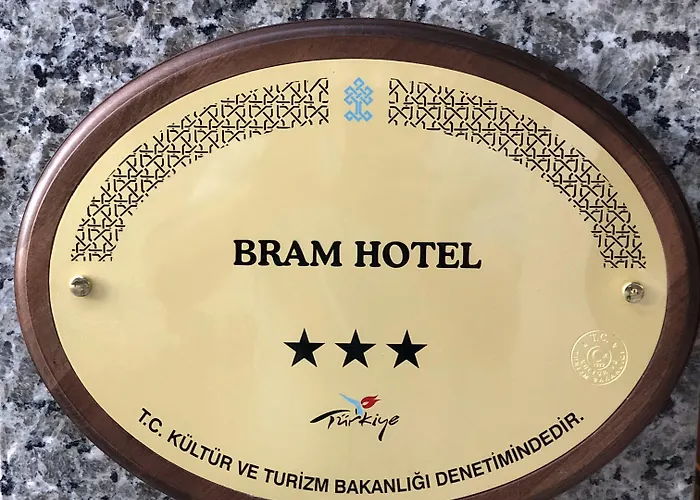 BRAM HOTEL
Türkiye
T.C. KÜLTÜR VE TURİZM BAKANLIĞI DENETİMİNDEDİR.
T.C.